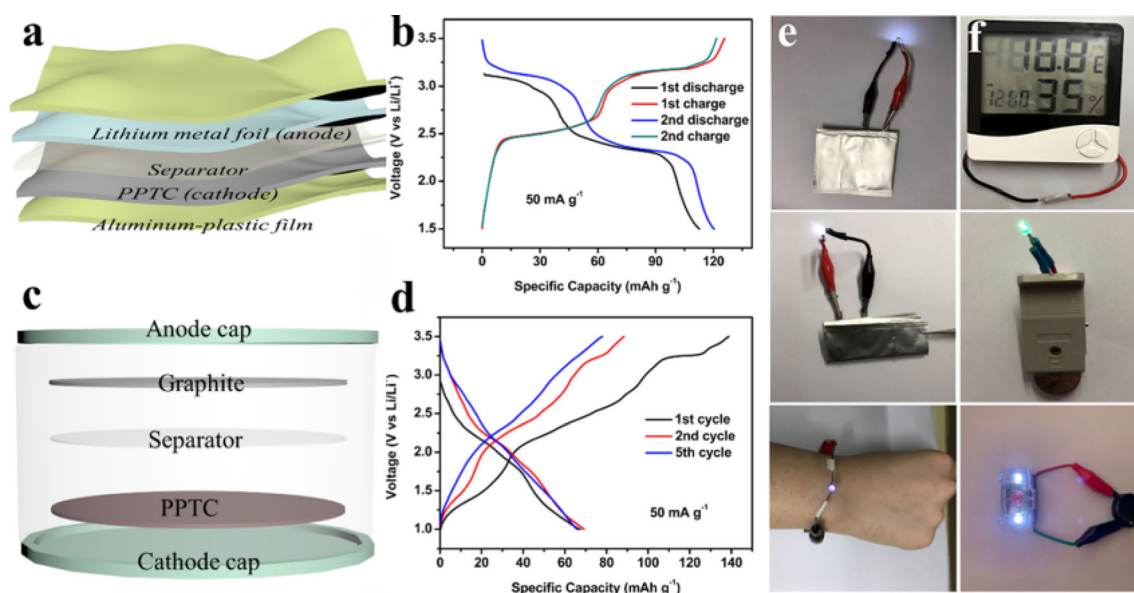 a
Lithium metal foil (anode)
Separator
PPTC (cathode)
Aluminum-plastic film
b
Voltage (V vs Li/Li⁺)
3.5
3.0
2.5
2.0
1.5
1st discharge
1st charge
2nd discharge
2nd charge
50 mA g⁻¹
0 30 60 90 120
Specific Capacity (mAh g⁻¹)
c
Anode cap
Graphite
Separator
PPTC
Cathode cap
d
Voltage (V vs Li/Li⁺)
3.5
3.0
2.5
2.0
1.5
1.0
1st cycle
2nd cycle
5th cycle
50 mA g⁻¹
0 20 40 60 80 100 120 140
Specific Capacity (mAh g⁻¹)
e
f
35%